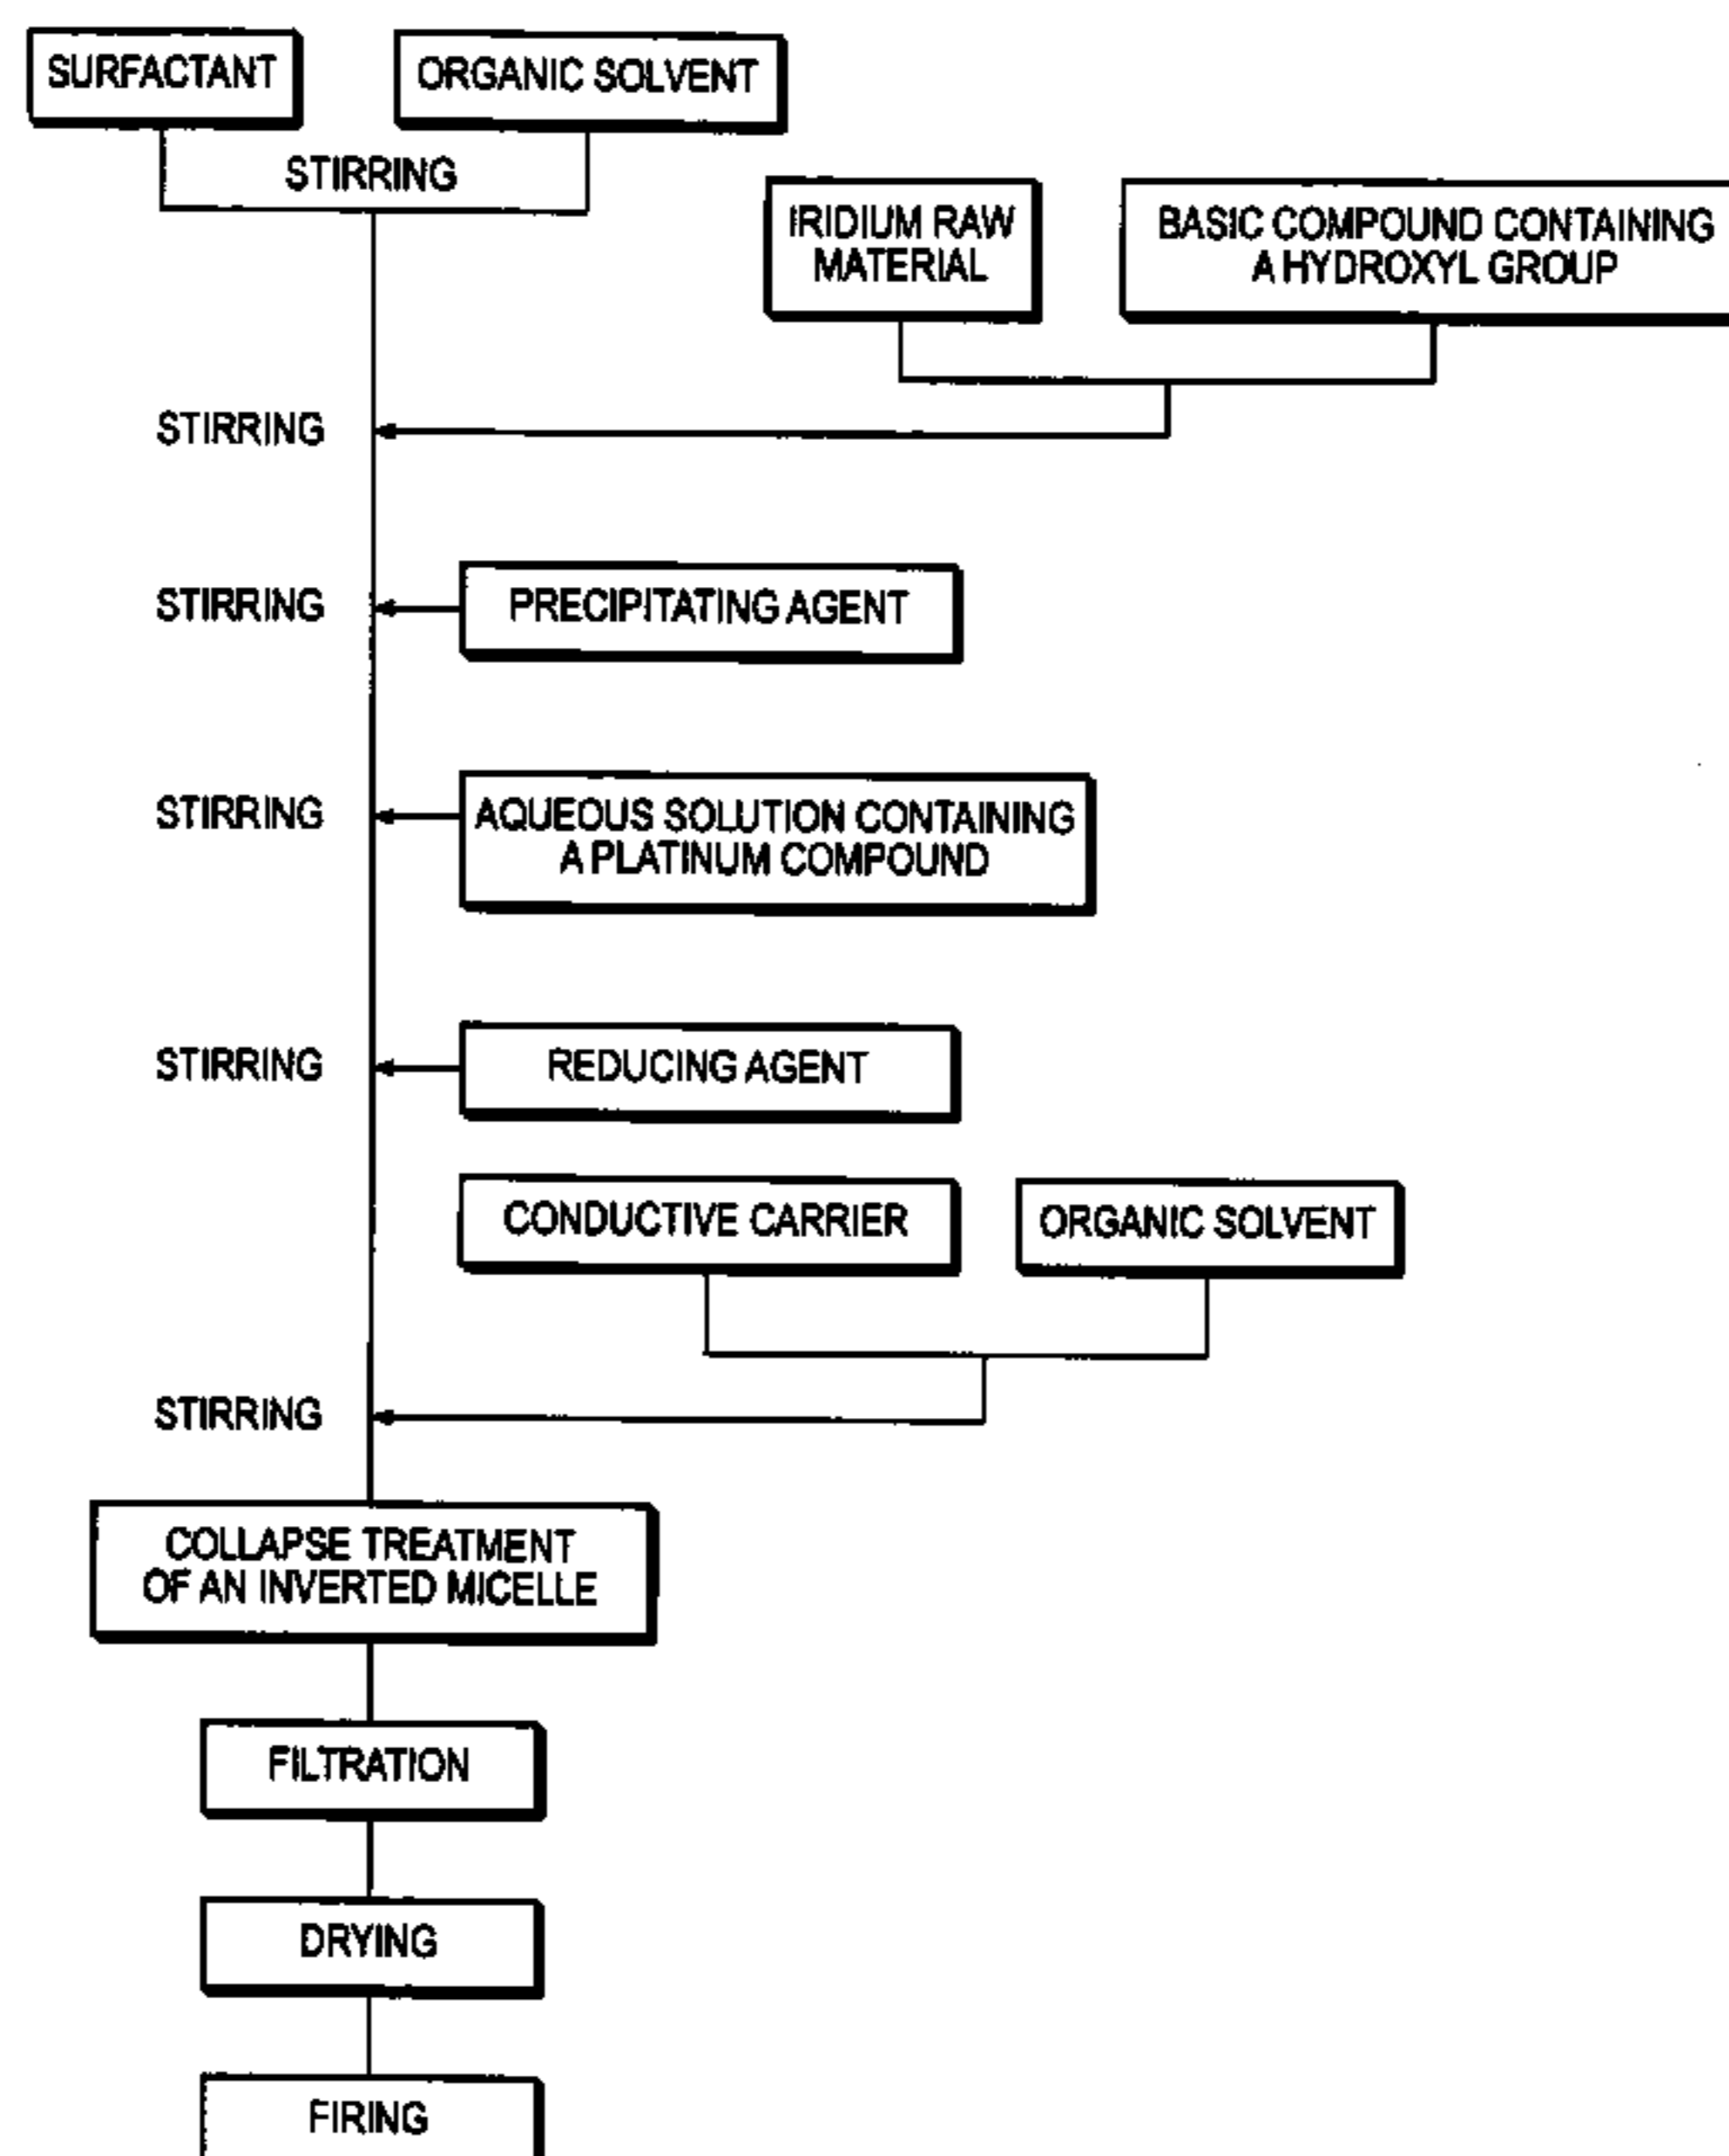 SURFACTANT
ORGANIC SOLVENT
STIRRING
IRIDIUM RAW
MATERIAL
BASIC COMPOUND CONTAINING
A HYDROXYL GROUP
STIRRING
STIRRING
PRECIPITATING AGENT
STIRRING
AQUEOUS SOLUTION CONTAINING
A PLATINUM COMPOUND
STIRRING
REDUCING AGENT
CONDUCTIVE CARRIER
ORGANIC SOLVENT
STIRRING
COLLAPSE TREATMENT
OF AN INVERTED MICELLE
FILTRATION
DRYING
FIRING